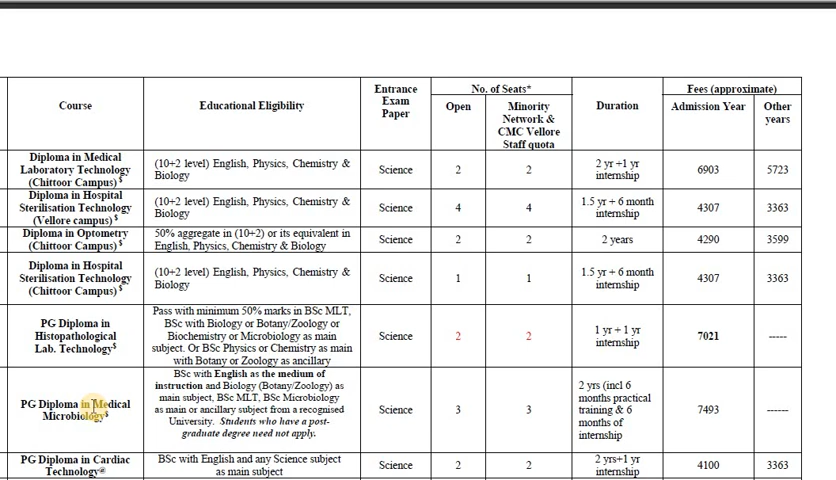 Course Educational Eligibility Entrance Exam Paper No. of Seats* Duration Fees (approximate)
Open Minority Network & CMC Vellore Staff quota Admission Year Other years
Diploma in Medical Laboratory Technology (Chittoor Campus) $ (10+2 level) English, Physics, Chemistry & Biology Science 2 2 2 yr +1 yr internship 6903 5723
Diploma in Hospital Sterilisation Technology (Vellore campus) $ (10+2 level) English, Physics, Chemistry & Biology Science 4 4 1.5 yr + 6 month internship 4307 3363
Diploma in Optometry (Chittoor Campus) $ 50% aggregate in (10+2) or its equivalent in English, Physics, Chemistry & Biology Science 2 2 2 years 4290 3599
Diploma in Hospital Sterilisation Technology (Chittoor Campus) $ (10+2 level) English, Physics, Chemistry & Biology Science 1 1 1.5 yr + 6 month internship 4307 3363
PG Diploma in Histopathological Lab. Technology$ Pass with minimum 50% marks in BSc MLT, BSc with Biology or Botany/Zoology or Biochemistry or Microbiology as main subject. Or BSc Physics or Chemistry as main with Botany or Zoology as ancillary Science 2 2 1 yr + 1 yr internship 7021 -----
PG Diploma in Medical Microbiology$ BSc with English as the medium of instruction and Biology (Botany/Zoology) as main subject, BSc MLT, BSc Microbiology as main or ancillary subject from a recognised University. Students who have a post-graduate degree need not apply. Science 3 3 2 yrs (incl 6 months practical training & 6 months of internship 7493 ------
PG Diploma in Cardiac Technology@ BSc with English and any Science subject as main subject Science 2 2 2 yrs+1 yr internship 4100 3363